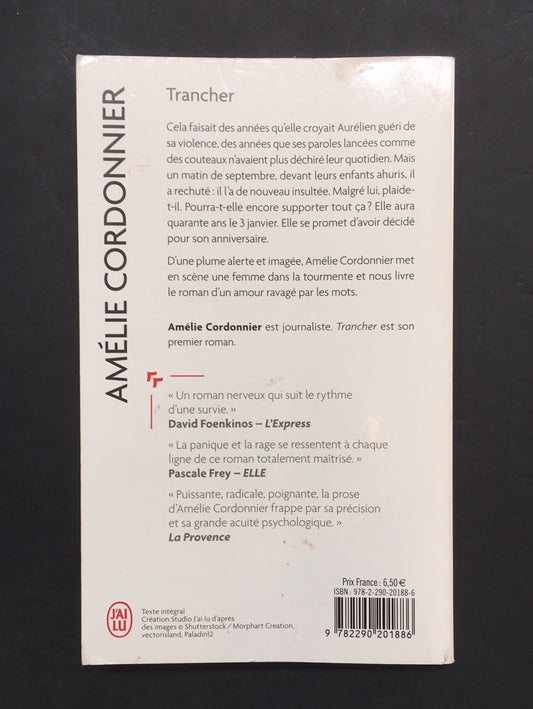 AMÉLIE CORDONNIER
Trancher
Cela faisait des années qu'elle croyait Aurélien guéri de
sa violence, des années que ses paroles lancées comme
des couteaux n'avaient plus déchiré leur quotidien. Mais
un matin de septembre, devant leurs enfants ahuris, il
a rechuté : il l'a de nouveau insultée. Malgré lui, plaide-
t-il. Pourra-t-elle encore supporter tout ça ? Elle aura
quarante ans le 3 janvier. Elle se promet d'avoir décidé
pour son anniversaire.
D'une plume alerte et imagée, Amélie Cordonnier met
en scène une femme dans la tourmente et nous livre
le roman d'un amour ravagé par les mots.
Amélie Cordonnier est journaliste. Trancher est son
premier roman.
« Un roman nerveux qui suit le rythme
d'une survie. »
David Foenkinos – L'Express
« La panique et la rage se ressentent à chaque
ligne de ce roman totalement maîtrisé. »
Pascale Frey – ELLE
« Puissante, radicale, poignante, la prose
d'Amélie Cordonnier frappe par sa précision
et sa grande acuité psychologique. »
La Provence
Prix France : 6,50 €
ISBN : 978-2-290-20188-6
9 782290 201886
J'AI
LU
Texte intégral
Création Studio J'ai lu d'après
des images © Shutterstock / Morphart Creation,
vectorisland, Paladin12